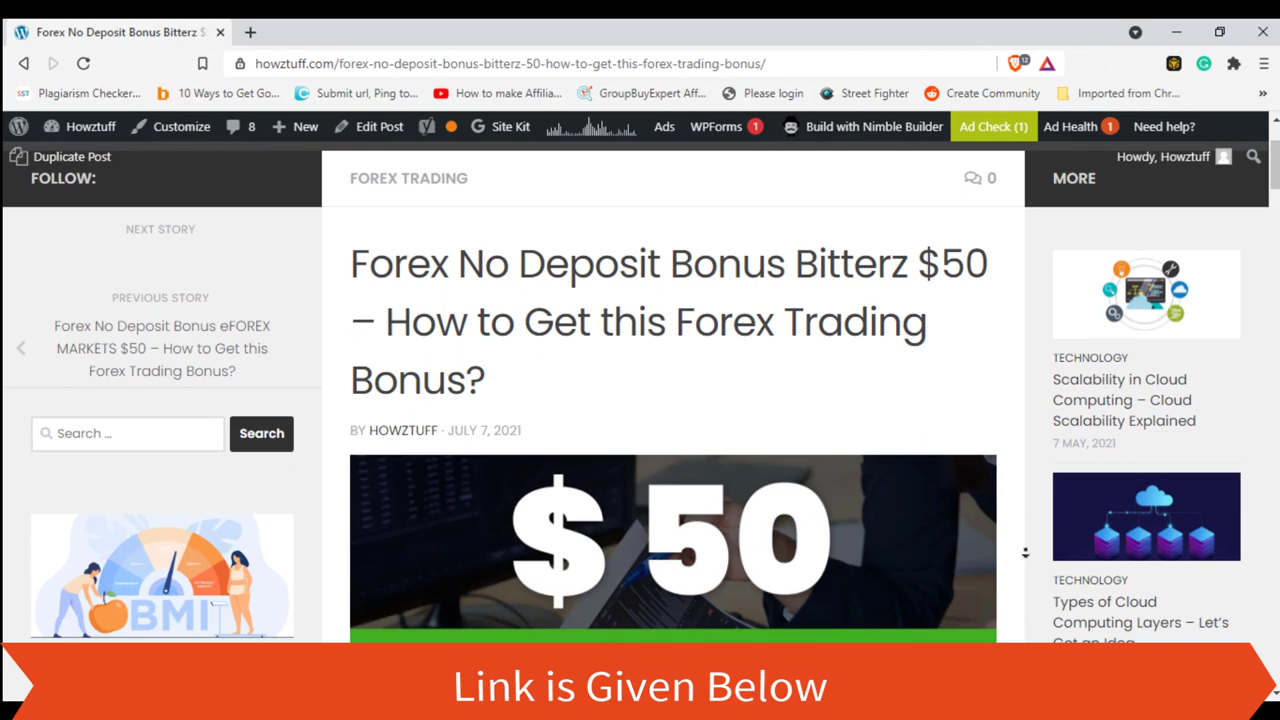 Forex No Deposit Bonus Bitterz $
howztuff.com/forex-no-deposit-bonus-bitterz-50-how-to-get-this-forex-trading-bonus/
12
SST Plagiarism Checker... 10 Ways to Get Go... Submit url, Ping to... How to make Affilia... GroupBuyExpert Aff... Please login Street Fighter Create Community Imported from Chr...
Howztuff Customize 8 New Edit Post Site Kit Ads WPForms 1 Build with Nimble Builder Ad Check (1) Ad Health 1 Need help?
Duplicate Post Howdy, Howztuff
FOLLOW:
NEXT STORY
PREVIOUS STORY
Forex No Deposit Bonus eFOREX
MARKETS $50 – How to Get this
Forex Trading Bonus?
Search …
Search
BMI
FOREX TRADING
0
Forex No Deposit Bonus Bitterz $50
– How to Get this Forex Trading
Bonus?
BY HOWZTUFF · JULY 7, 2021
$ 50
MORE
TECHNOLOGY
Scalability in Cloud
Computing – Cloud
Scalability Explained
7 MAY, 2021
TECHNOLOGY
Types of Cloud
Computing Layers – Let's
Get an Idea
Link is Given Below